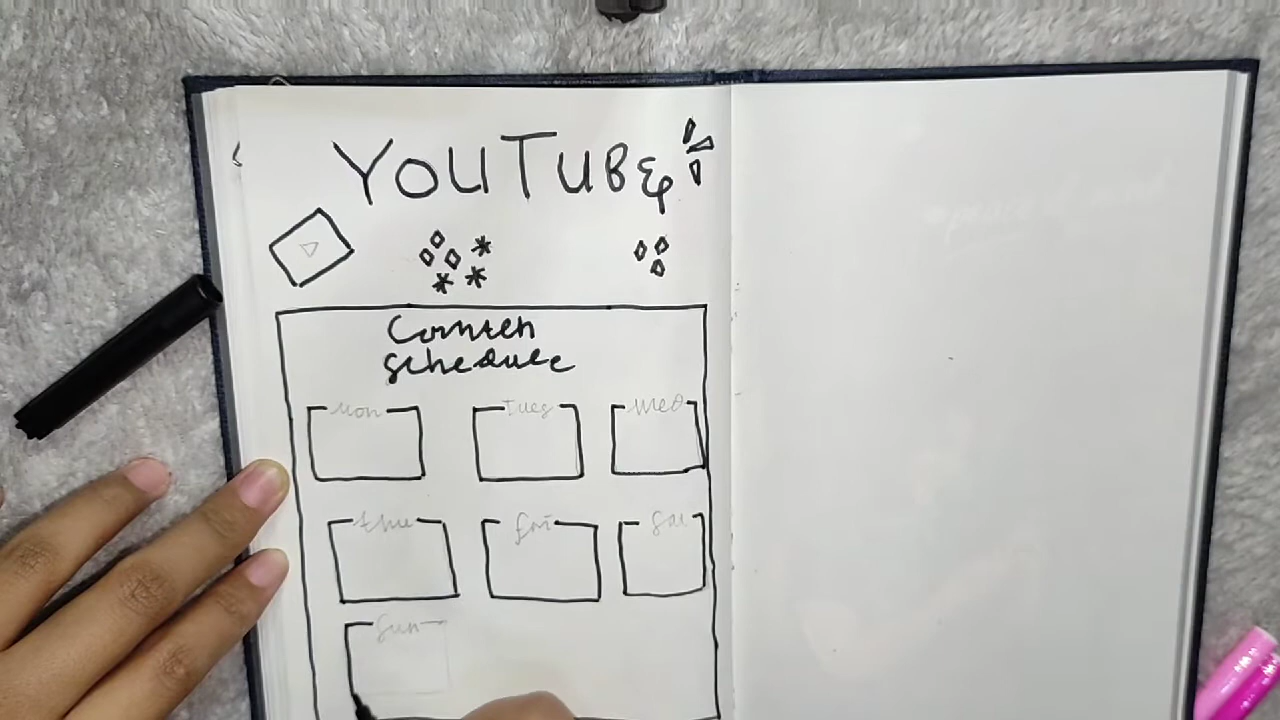 YOUTUBE
Conten
schedule
Mon Tues Wed
thu fri Sat
Sun